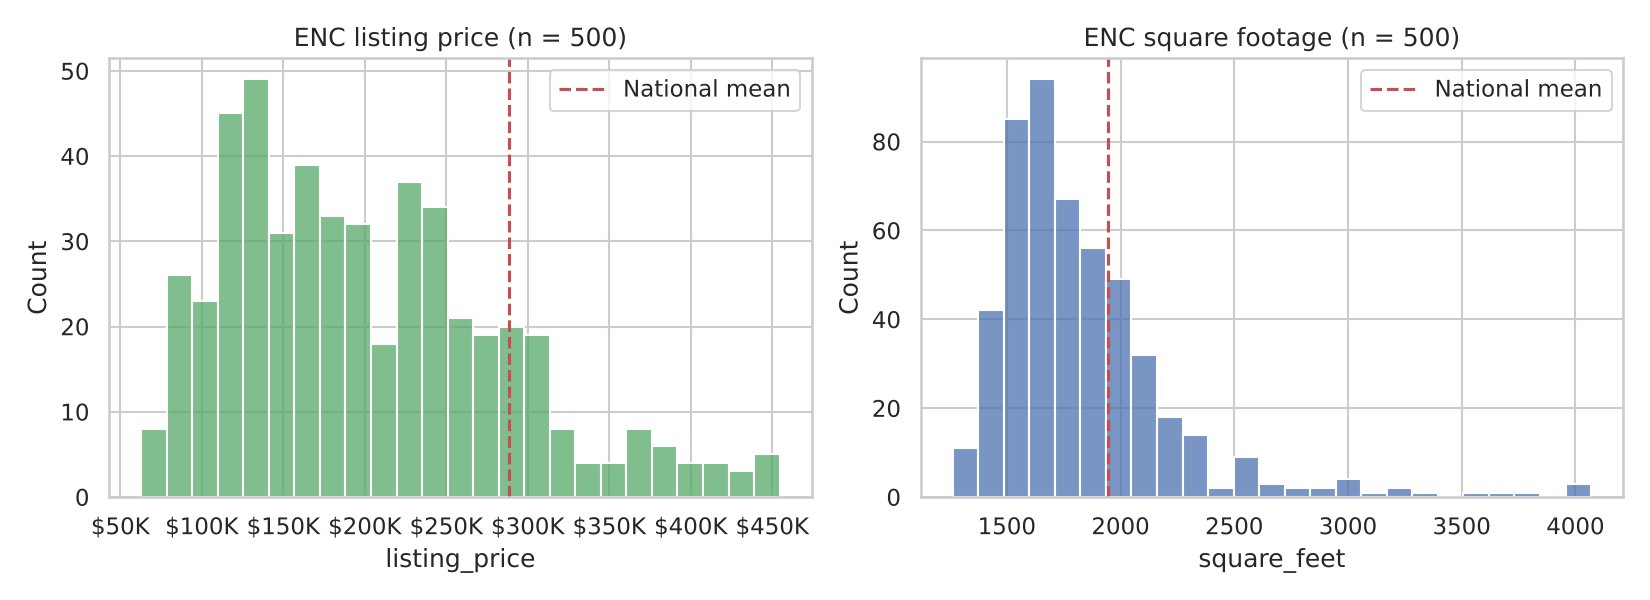 ENC listing price (n = 500)
National mean
Count
50
40
30
20
10
0
$50K $100K $150K $200K $250K $300K $350K $400K $450K
listing_price
ENC square footage (n = 500)
National mean
Count
80
60
40
20
0
1500 2000 2500 3000 3500 4000
square_feet